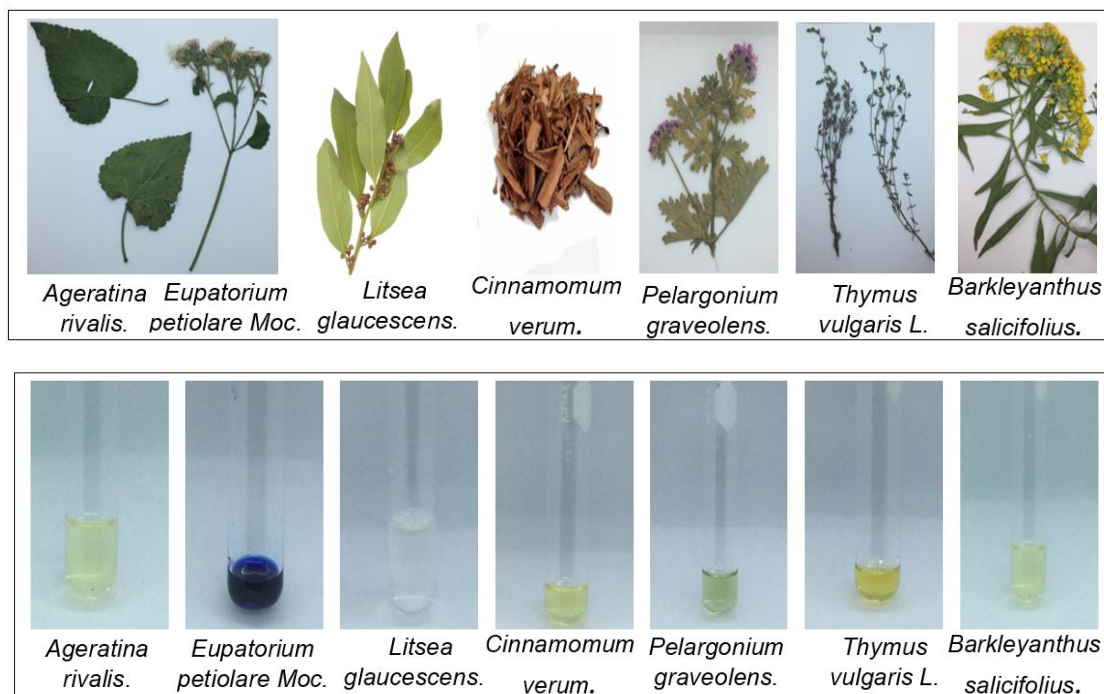 Ageratina rivalis.
Eupatorium petiolare Moc.
Litsea glaucescens.
Cinnamomum verum.
Pelargonium graveolens.
Thymus vulgaris L.
Barkleyanthus salicifolius.
KIMAX
Ageratina rivalis.
Eupatorium petiolare Moc.
Litsea glaucescens.
Cinnamomum verum.
Pelargonium graveolens.
Thymus vulgaris L.
Barkleyanthus salicifolius.